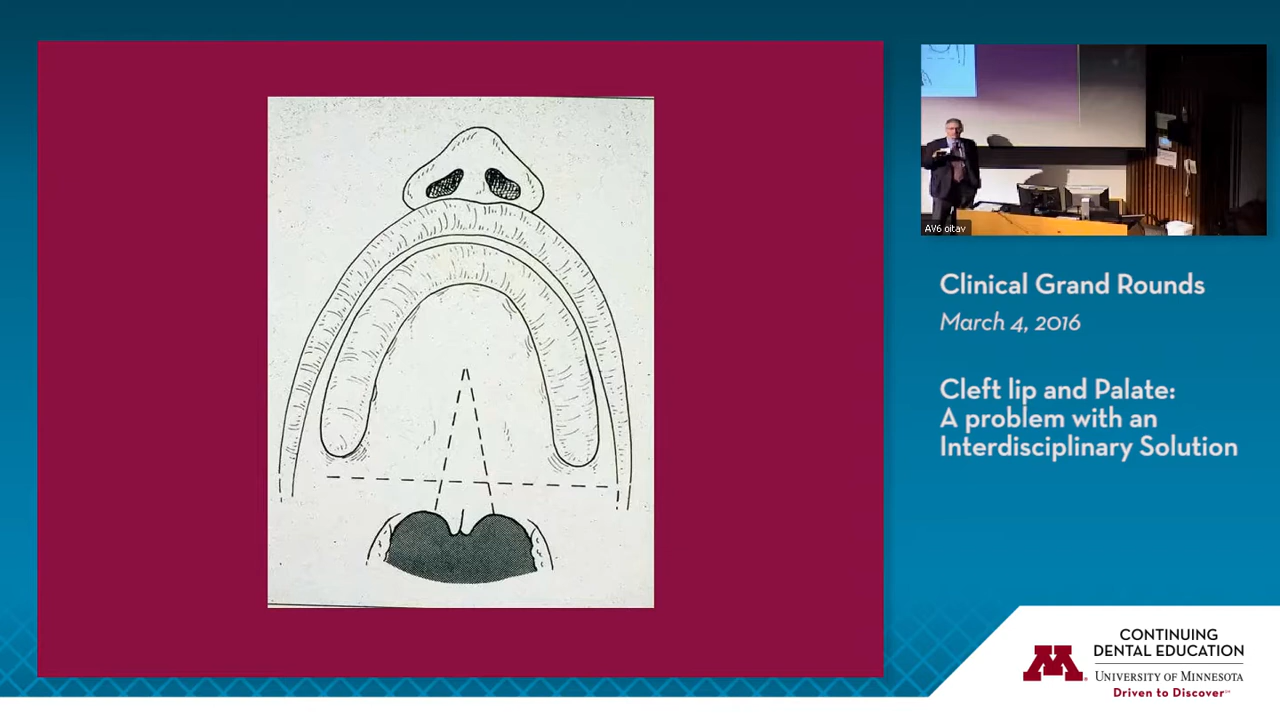 AV6 oitav
Clinical Grand Rounds
March 4, 2016
Cleft lip and Palate:
A problem with an
Interdisciplinary Solution
M
CONTINUING
DENTAL EDUCATION
UNIVERSITY OF MINNESOTA
Driven to Discover℠